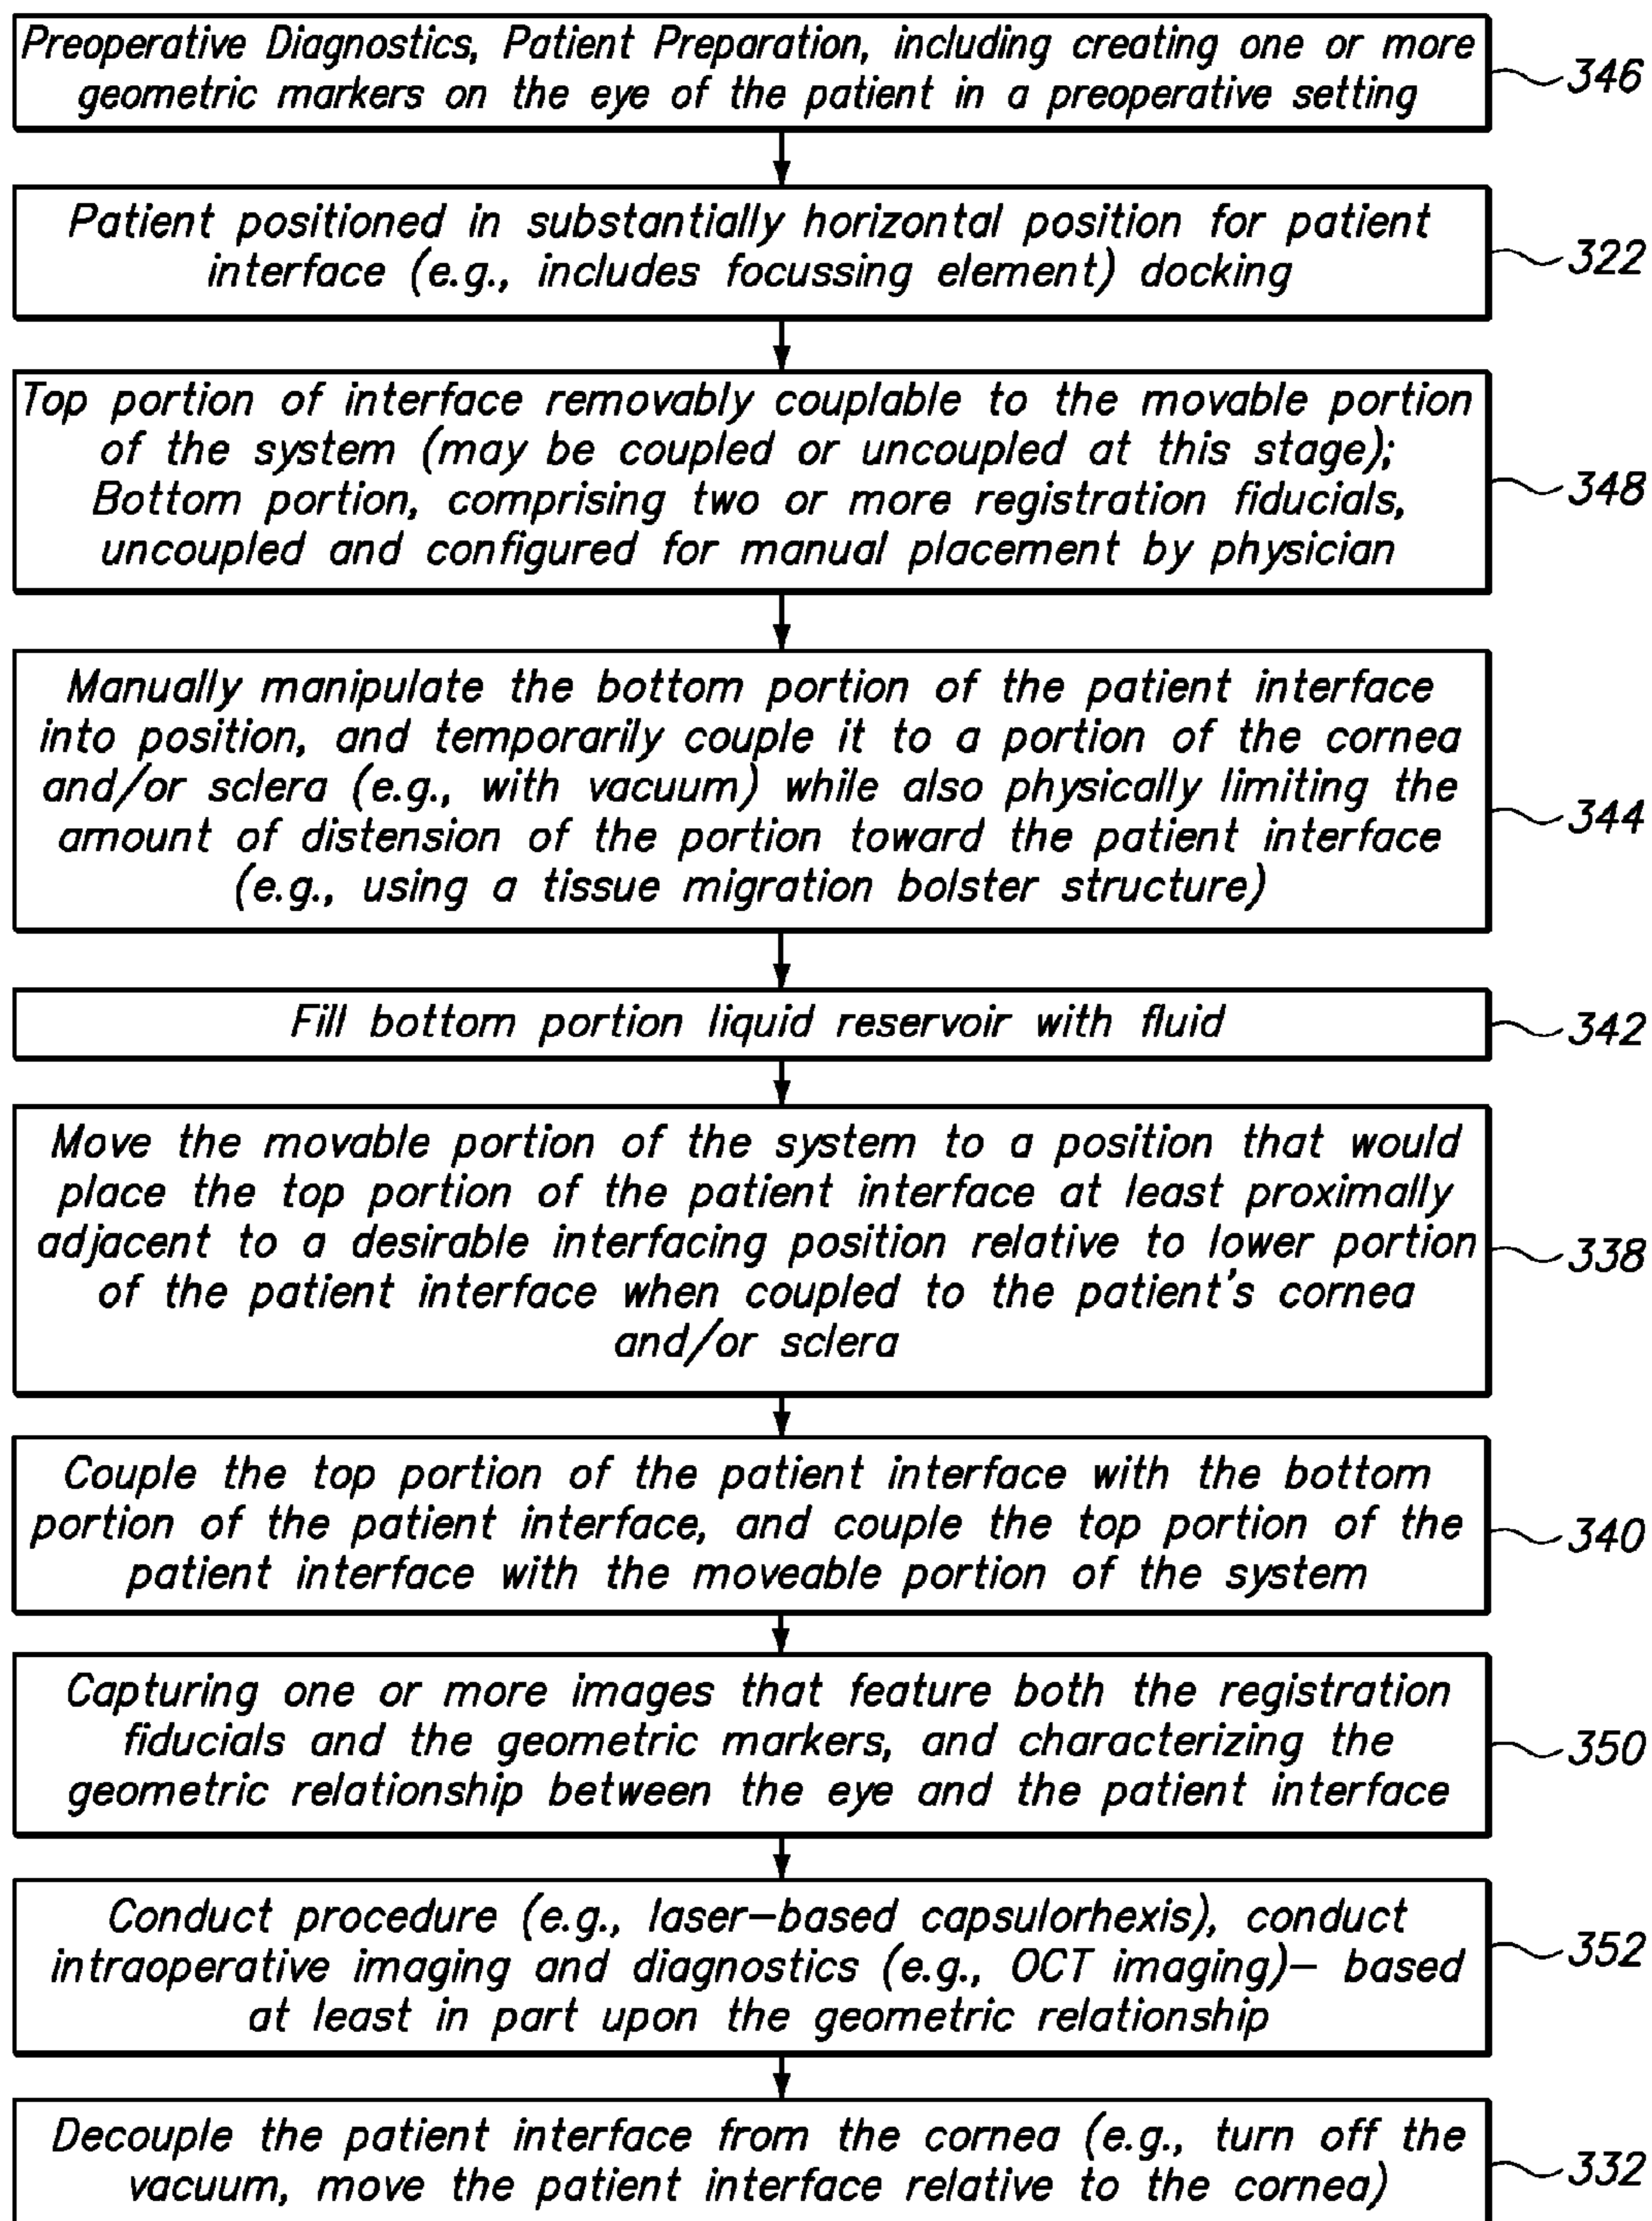 Preoperative Diagnostics, Patient Preparation, including creating one or more
geometric markers on the eye of the patient in a preoperative setting
346
Patient positioned in substantially horizontal position for patient
interface (e.g., includes focussing element) docking
322
Top portion of interface removably couplable to the movable portion
of the system (may be coupled or uncoupled at this stage);
Bottom portion, comprising two or more registration fiducials,
uncoupled and configured for manual placement by physician
348
Manually manipulate the bottom portion of the patient interface
into position, and temporarily couple it to a portion of the cornea
and/or sclera (e.g., with vacuum) while also physically limiting the
amount of distension of the portion toward the patient interface
(e.g., using a tissue migration bolster structure)
344
Fill bottom portion liquid reservoir with fluid
342
Move the movable portion of the system to a position that would
place the top portion of the patient interface at least proximally
adjacent to a desirable interfacing position relative to lower portion
of the patient interface when coupled to the patient's cornea
and/or sclera
338
Couple the top portion of the patient interface with the bottom
portion of the patient interface, and couple the top portion of the
patient interface with the moveable portion of the system
340
Capturing one or more images that feature both the registration
fiducials and the geometric markers, and characterizing the
geometric relationship between the eye and the patient interface
350
Conduct procedure (e.g., laser-based capsulorhexis), conduct
intraoperative imaging and diagnostics (e.g., OCT imaging)- based
at least in part upon the geometric relationship
352
Decouple the patient interface from the cornea (e.g., turn off the
vacuum, move the patient interface relative to the cornea)
332